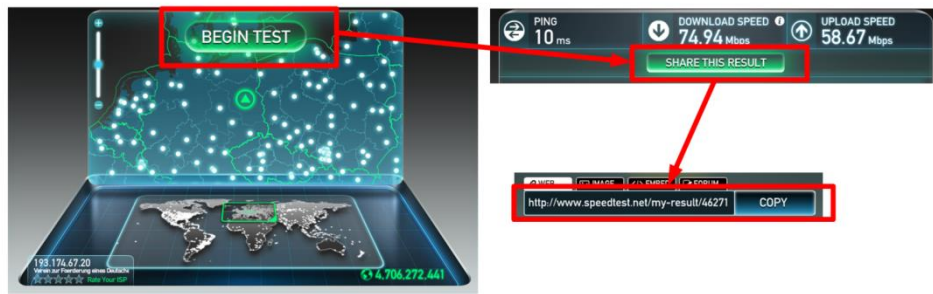 BEGIN TEST
193.174.67.20
Verein zur Foerderung eines Deutsche
Rate Your ISP
4,706,272,441
PING
10 ms
DOWNLOAD SPEED
74.94 Mbps
UPLOAD SPEED
58.67 Mbps
SHARE THIS RESULT
WEB IMAGE </> EMBED FORUM
http://www.speedtest.net/my-result/46271 COPY